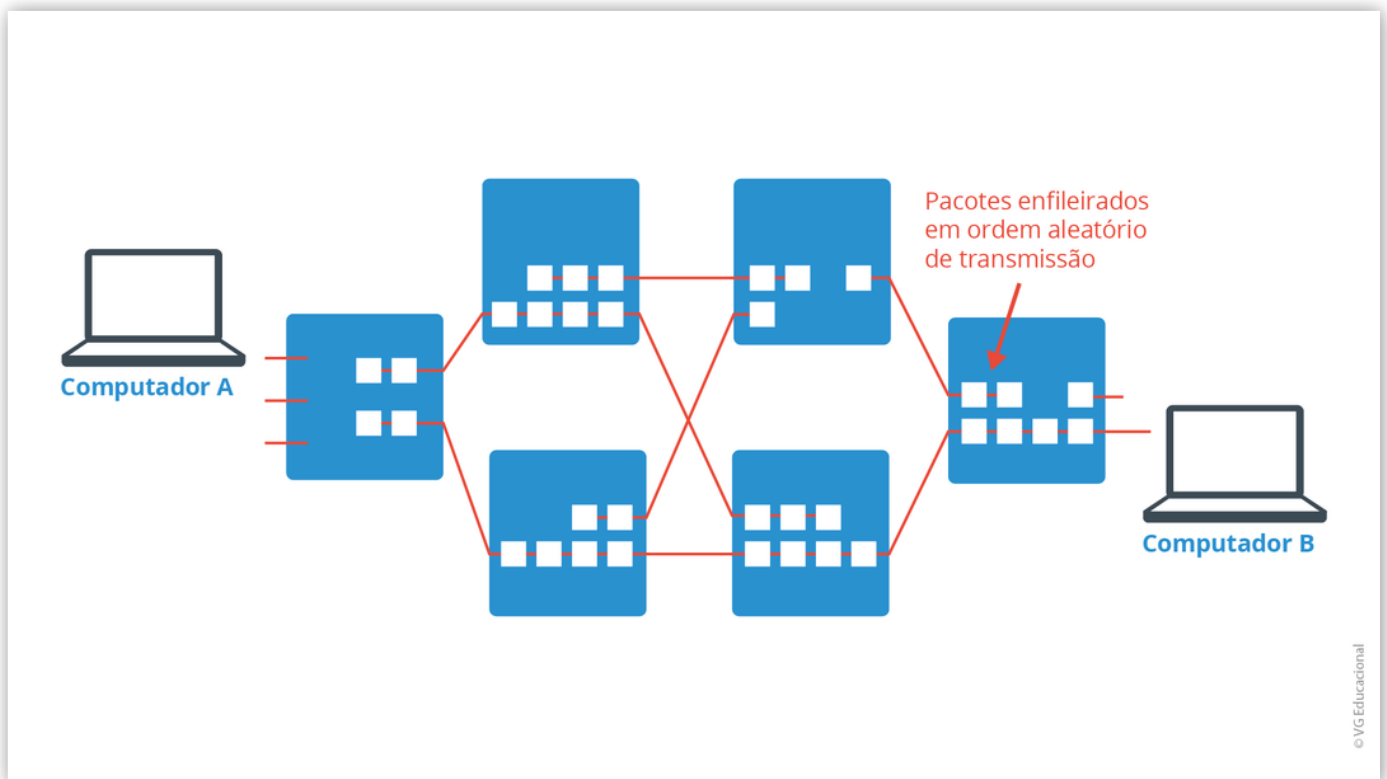 Pacotes enfileirados
em ordem aleatório
de transmissão
Computador A
Computador B
© VG Educacional